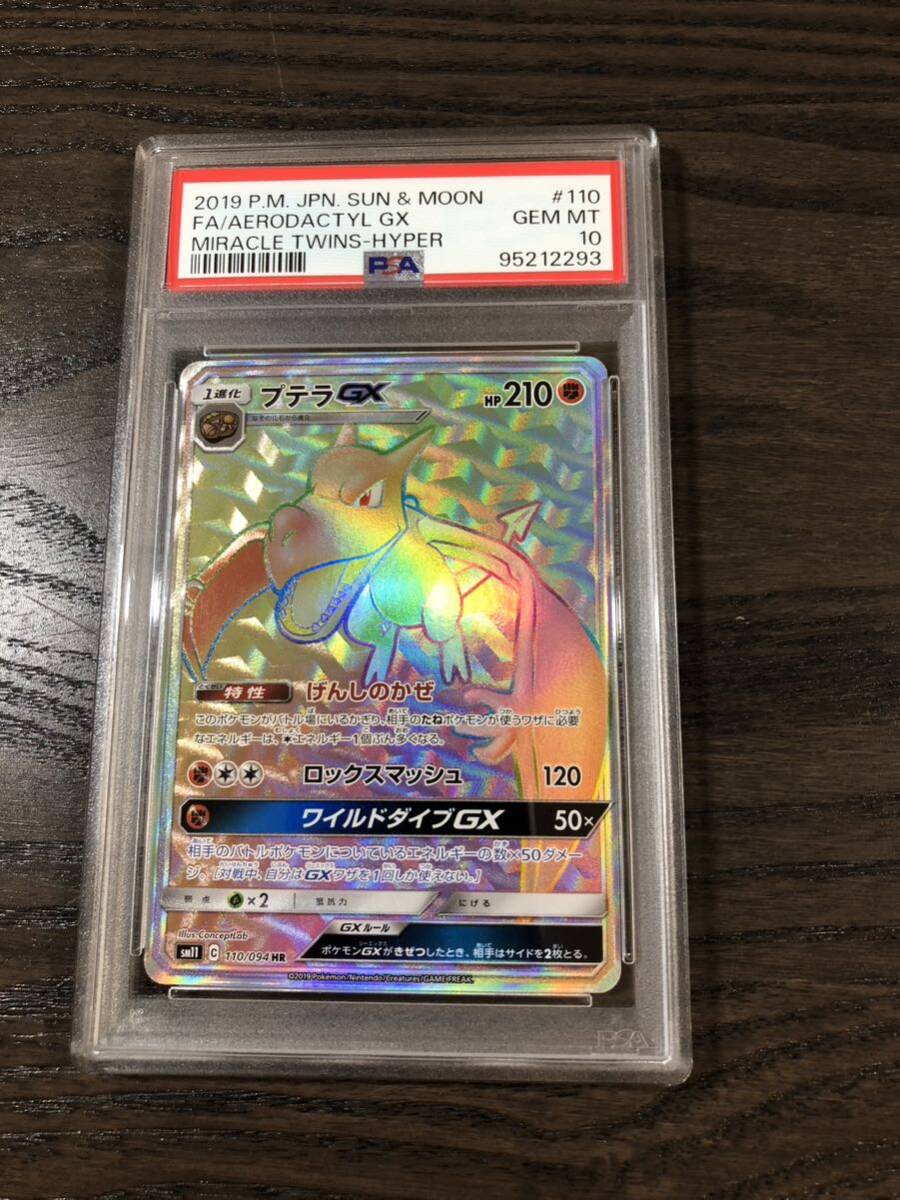 2019 P.M. JPN. SUN & MOON #110
FA/AERODACTYL GX GEM MT
MIRACLE TWINS-HYPER 10
PSA 95212293
1進化 プテラGX HP210
特性 げんしのかぜ
このポケモンがバトル場にいるかぎり、相手のたねポケモンが使うワザに必要
なエネルギーは、エネルギー1個ぶん多くなる。
ロックスマッシュ 120
ワイルドダイブGX 50×
相手のバトルポケモンについているエネルギーの数×50ダメー
ジ。[対戦中、自分はGXワザを1回しか使えない。]
弱点 ×2 抵抗力 にげる
GXルール
ポケモンGXがきぜつしたとき、相手はサイドを2枚とる。
Illus. ConceptLab
sm11 C 110/094 HR
©2019 Pokémon/Nintendo/Creatures/GAME FREAK.
PSA